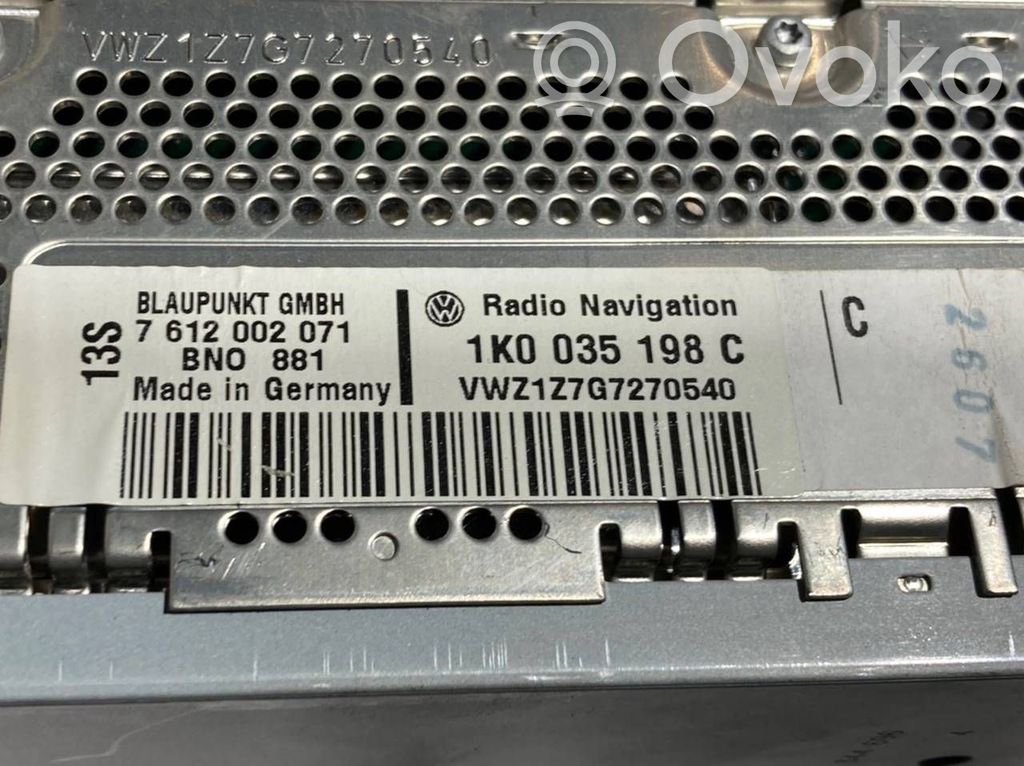 VWZ1Z7G7270540
Ovoko
13S
BLAUPUNKT GMBH
7 612 002 071
BNO 881
Made in Germany
Radio Navigation
1K0 035 198 C
VWZ1Z7G7270540
C
2607